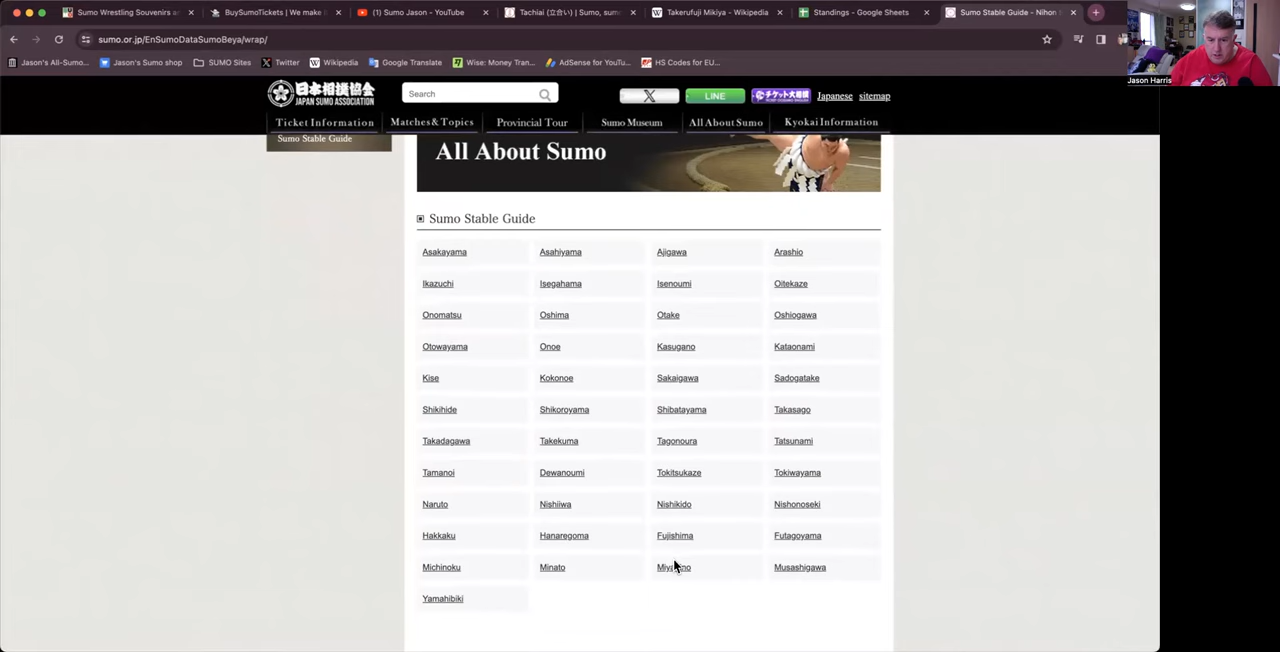 Sumo Wrestling Souvenirs a
BuySumoTickets | We make i
(1) Sumo Jason - YouTube
Tachiai (立合い) | Sumo, sum
Takerufuji Mikiya - Wikipedia
Standings - Google Sheets
Sumo Stable Guide - Nihon
sumo.or.jp/EnSumoDataSumoBeya/wrap/
Jason's All-Sumo...
Jason's Sumo shop
SUMO Sites
Twitter
Wikipedia
Google Translate
Wise: Money Tran...
AdSense for YouTu...
HS Codes for EU...
Jason Harris
日本相撲協会
JAPAN SUMO ASSOCIATION
Search
X
LINE
チケット大相撲
Japanese
sitemap
Ticket Information
Matches & Topics
Provincial Tour
Sumo Museum
All About Sumo
Kyokai Information
Sumo Stable Guide
All About Sumo
Sumo Stable Guide
Asakayama Asahiyama Ajigawa Arashio
Ikazuchi Isegahama Isenoumi Oitekaze
Onomatsu Oshima Otake Oshiogawa
Otowayama Onoe Kasugano Kataonami
Kise Kokonoe Sakaigawa Sadogatake
Shikihide Shikoroyama Shibatayama Takasago
Takadagawa Takekuma Tagonoura Tatsunami
Tamanoi Dewanoumi Tokitsukaze Tokiwayama
Naruto Nishiiwa Nishikido Nishonoseki
Hakkaku Hanaregoma Fujishima Futagoyama
Michinoku Minato Miyagino Musashigawa
Yamahibiki